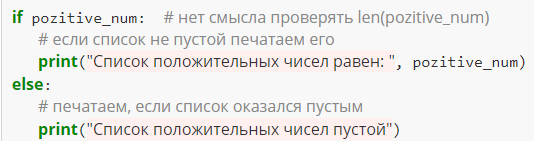 if pozitive_num:  # нет смысла проверять len(pozitive_num)
    # если список не пустой печатаем его
    print("Список положительных чисел равен: ", pozitive_num)
else:
    # печатаем, если список оказался пустым
    print("Список положительных чисел пустой")